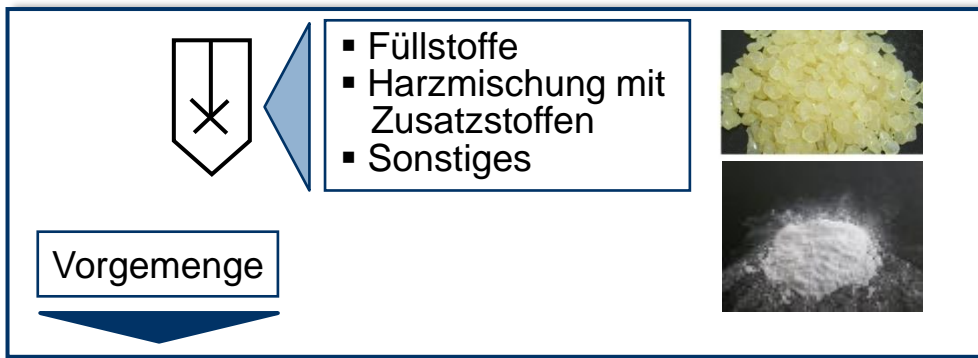 ▪ Füllstoffe
▪ Harzmischung mit
Zusatzstoffen
▪ Sonstiges
Vorgemenge